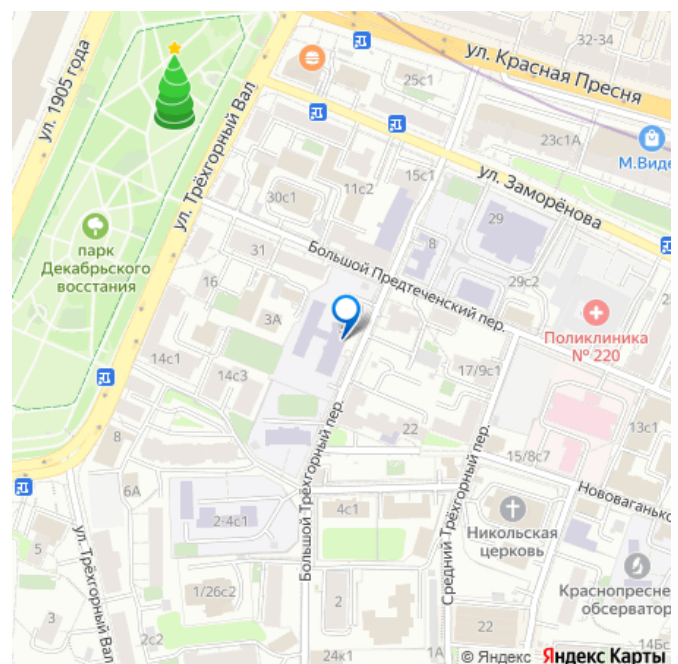 32-34
ул. Красная Пресня
ул. 1905 года
25с1
23с1А
М.Виде
ул. Трёхгорный Вал
15с1
ул. Заморёнова
11с2
30с1
29
8
парк
Декабрьского
восстания
31
Большой Предтеченский пер.
29с2
16
3А
Поликлиника
№ 220
14с1
14с3
17/9с1
22
13с1
8
Большой Трёхгорный пер.
Средний Трёхгорный пер.
15/8с7
Нововаганько
6А
2-4с1
4с1
Никольская
церковь
5
ул. Трёхгорный Вал
1/26с2
2
Краснопресне
обсерватор
3
2с2
22
24к1
1А
14Бс
© Яндекс Яндекс Карты